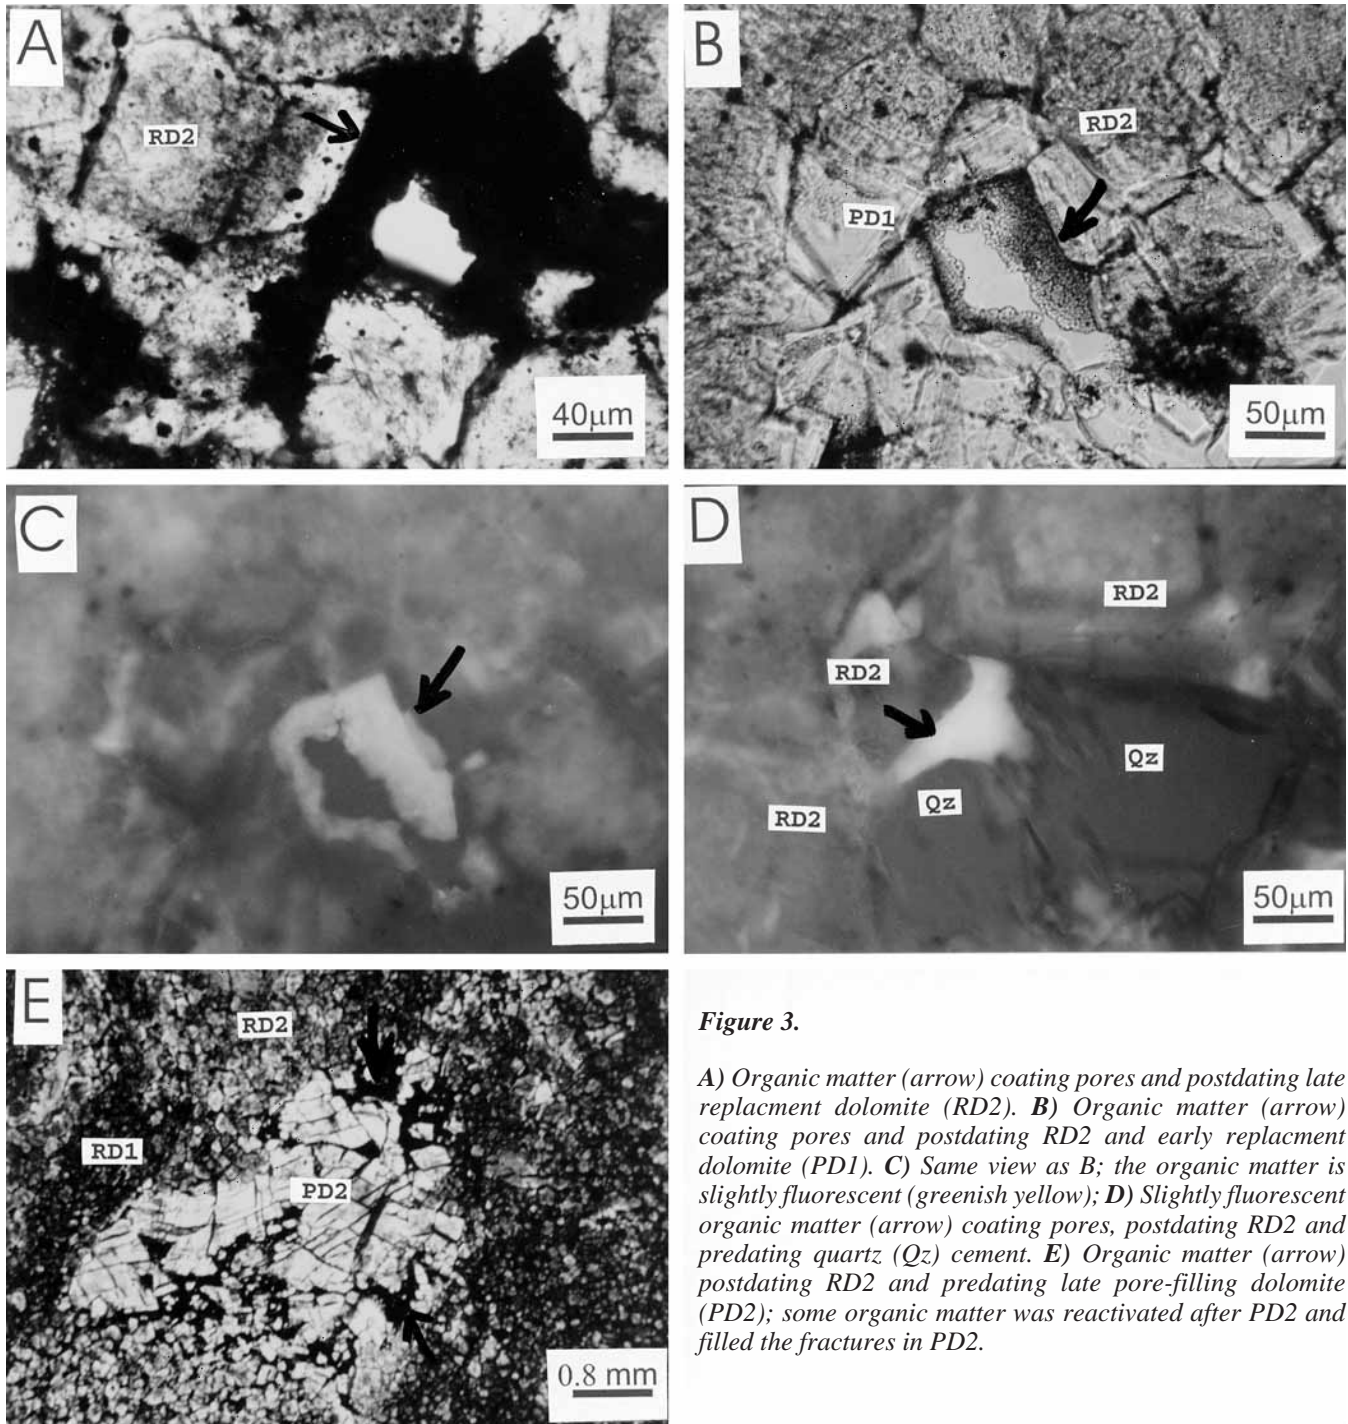 A
RD2
40µm
B
RD2
PD1
50µm
C
50µm
D
RD2
RD2
Qz
Qz
RD2
50µm
E
RD2
RD1
PD2
0.8 mm
Figure 3.
A) Organic matter (arrow) coating pores and postdating late
replacment dolomite (RD2). B) Organic matter (arrow)
coating pores and postdating RD2 and early replacment
dolomite (PD1). C) Same view as B; the organic matter is
slightly fluorescent (greenish yellow); D) Slightly fluorescent
organic matter (arrow) coating pores, postdating RD2 and
predating quartz (Qz) cement. E) Organic matter (arrow)
postdating RD2 and predating late pore-filling dolomite
(PD2); some organic matter was reactivated after PD2 and
filled the fractures in PD2.